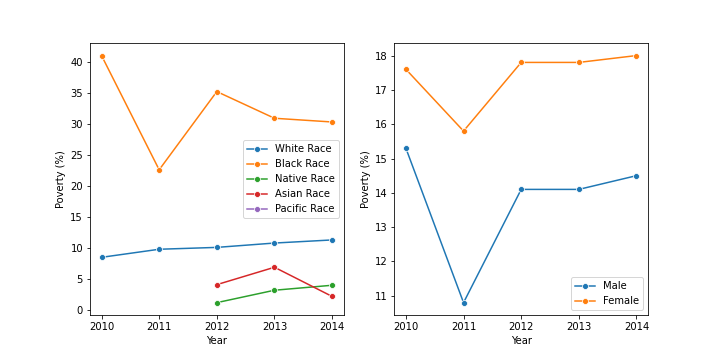 40
35
30
25
20
15
10
5
0
Poverty (%)
White Race
Black Race
Native Race
Asian Race
Pacific Race
2010 2011 2012 2013 2014
Year
18
17
16
15
14
13
12
11
Poverty (%)
Male
Female
2010 2011 2012 2013 2014
Year